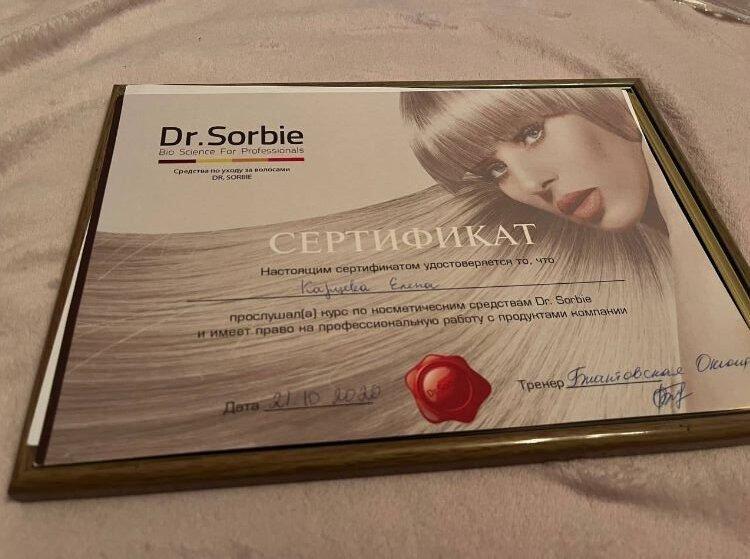 Dr.Sorbie
Bio Science For Professionals
Средства по уходу за волосами
DR. SORBIE
СЕРТИФИКАТ
Настоящим сертификатом удостоверяется то, что
Карцева Елена
прослушал(а) курс по косметическим средствам Dr. Sorbie
и имеет право на профессиональную работу с продуктами компании
Дата 21 10 2020
Тренер